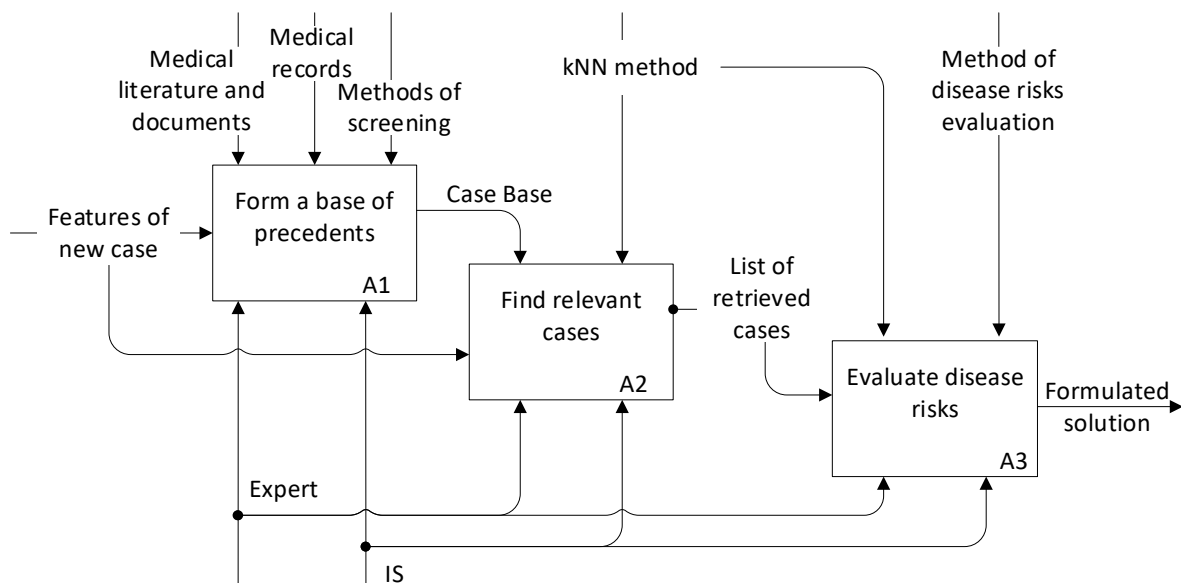 Medical
literature and
documents
Medical
records
Methods of
screening
kNN method
Method of
disease risks
evaluation
Features of
new case
Form a base of
precedents
A1
Case Base
Find relevant
cases
A2
List of
retrieved
cases
Evaluate disease
risks
A3
Formulated
solution
Expert
IS